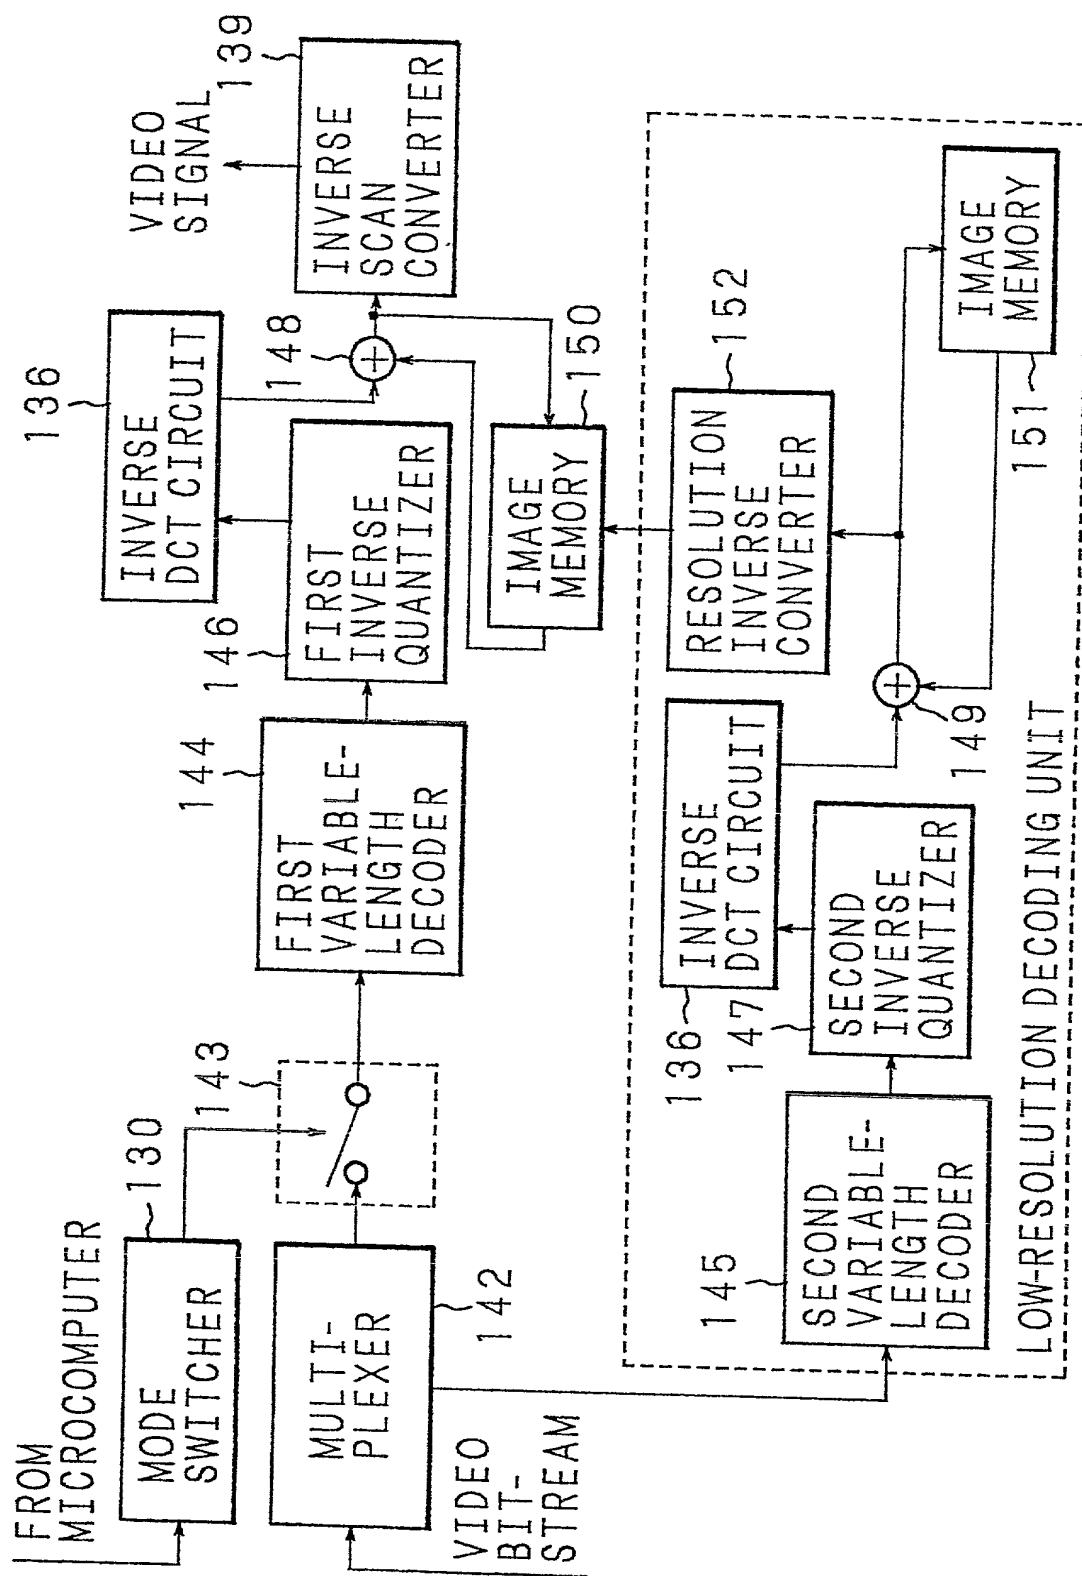 FROM
MICROCOMPUTER
MODE
SWITCHER
130
MULTI-
PLEXER
142
VIDEO
BIT-
STREAM
143
FIRST
VARIABLE-
LENGTH
DECODER
144
FIRST
INVERSE
QUANTIZER
146
INVERSE
DCT CIRCUIT
136
148
INVERSE
SCAN
CONVERTER
139
VIDEO
SIGNAL
IMAGE
MEMORY
150
SECOND
VARIABLE-
LENGTH
DECODER
145
SECOND
INVERSE
QUANTIZER
147
INVERSE
DCT CIRCUIT
136
149
RESOLUTION
INVERSE
CONVERTER
152
IMAGE
MEMORY
151
LOW-RESOLUTION DECODING UNIT